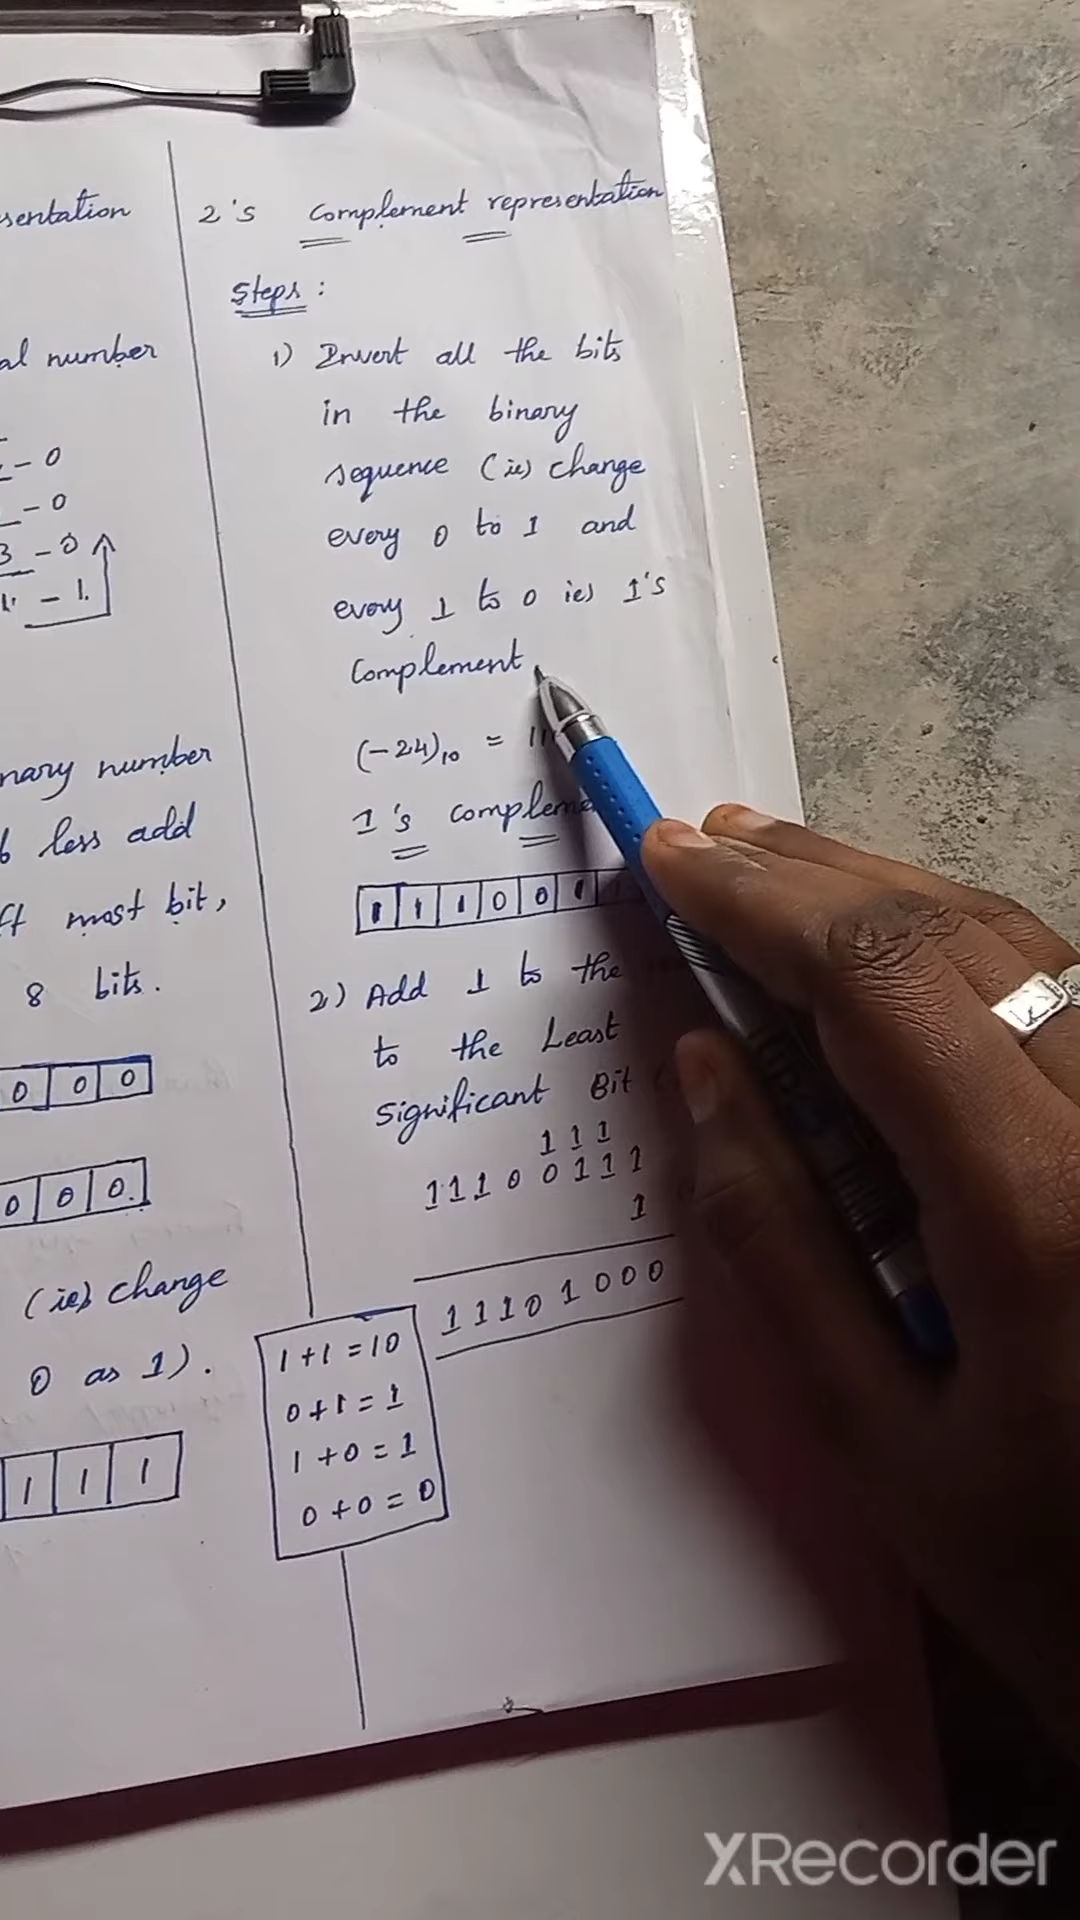 sentation
al number
- 0
- 0
3 - 0
- 1
nary number
less add
ft most bit,
8 bits.
0 0 0
0 0 0
(ie) change
0 as 1).
1 1 1
2's Complement representation
Steps :
1) Invert all the bits
in the binary
sequence (ie) change
every 0 to 1 and
every 1 to 0 ie) 1's
Complement
(-24)10 =
1's compleme
1 1 1 0 0 1
2) Add 1 to the
to the Least
Significant Bit (
1 1 1
1 1 1 0 0 1 1 1
1
1 1 1 0 1 0 0 0
1 + 1 = 10
0 + 1 = 1
1 + 0 = 1
0 + 0 = 0
XRecorder